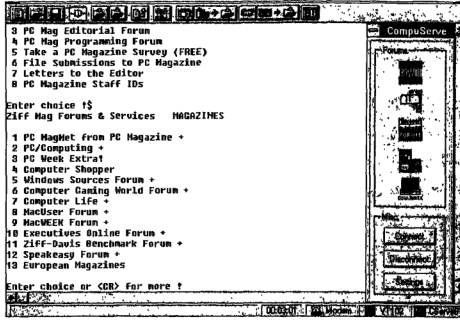 3 PC Mag Editorial Forum
4 PC Mag Programming Forum
5 Take a PC Magazine Survey (FREE)
6 File Submissions to PC Magazine
7 Letters to the Editor
8 PC Magazine Staff IDs
Enter choice !$
Ziff Mag Forums & Services MAGAZINES
1 PC MagNet from PC Magazine +
2 PC/Computing +
3 PC Week Extra!
4 Computer Shopper
5 Windows Sources Forum +
6 Computer Gaming World Forum +
7 Computer Life +
8 MacUser Forum +
9 MacWEEK Forum +
10 Executives Online Forum +
11 Ziff-Davis Benchmark Forum +
12 Speakeasy Forum +
13 European Magazines
Enter choice or <CR> for more !
CompuServe
Forums
Connect
Disconnect
Settings
00:03:01 Modem VT102 CServe